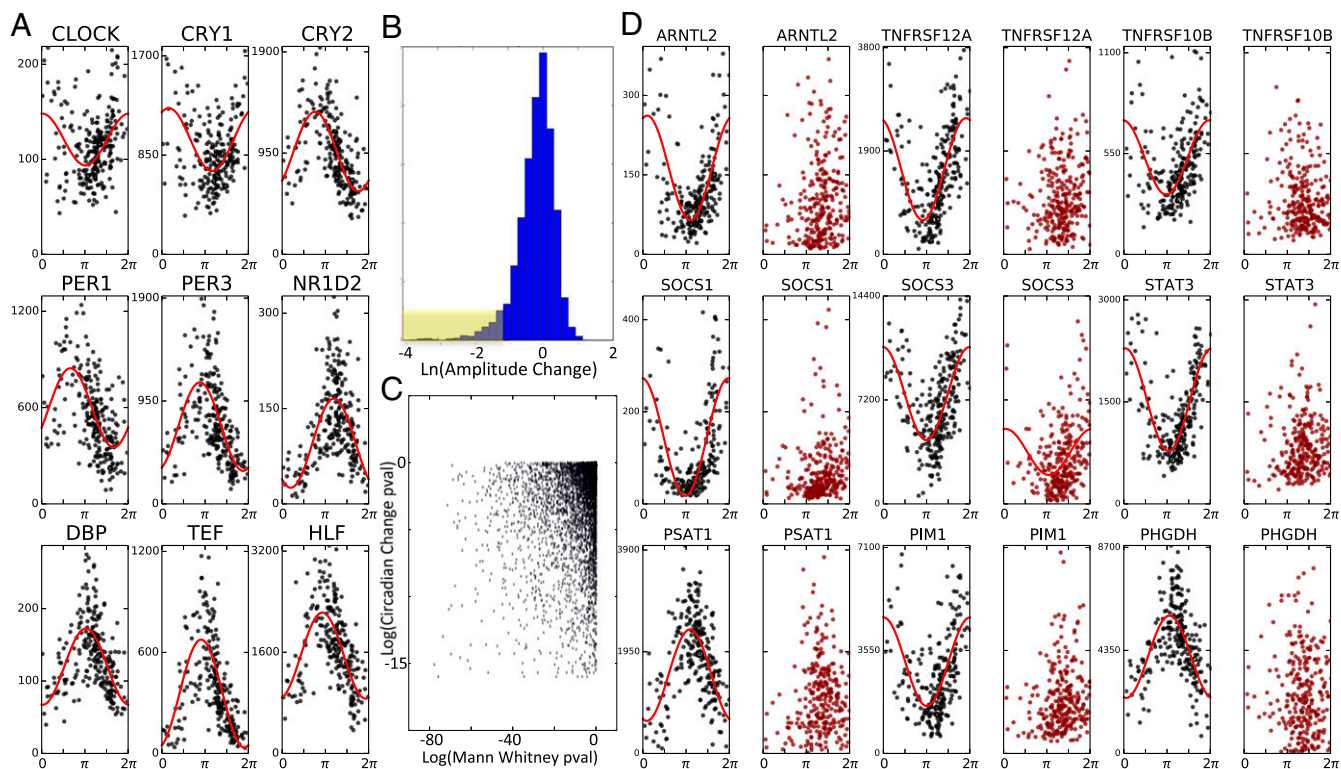 A
CLOCK
CRY1
CRY2
200
100
0
1700
850
0
1900
950
0
0 π 2π
0 π 2π
0 π 2π
PER1
PER3
NR1D2
1200
600
0
1900
950
0
300
150
0
0 π 2π
0 π 2π
0 π 2π
DBP
TEF
HLF
200
100
0
1200
600
0
3200
1600
0
0 π 2π
0 π 2π
0 π 2π
B
-4 -2 0 2
Ln(Amplitude Change)
C
Log(Circadian Change pval)
0
-15
-80 -40 0
Log(Mann Whitney pval)
D
ARNTL2
ARNTL2
TNFRSF12A
TNFRSF12A
TNFRSF10B
TNFRSF10B
300
150
0
3800
1900
0
1100
550
0
0 π 2π
0 π 2π
0 π 2π
0 π 2π
0 π 2π
0 π 2π
SOCS1
SOCS1
SOCS3
SOCS3
STAT3
STAT3
400
200
0
14400
7200
0
3000
1500
0
0 π 2π
0 π 2π
0 π 2π
0 π 2π
0 π 2π
0 π 2π
PSAT1
PSAT1
PIM1
PIM1
PHGDH
PHGDH
3900
1950
0
7100
3550
0
8700
4350
0
0 π 2π
0 π 2π
0 π 2π
0 π 2π
0 π 2π
0 π 2π